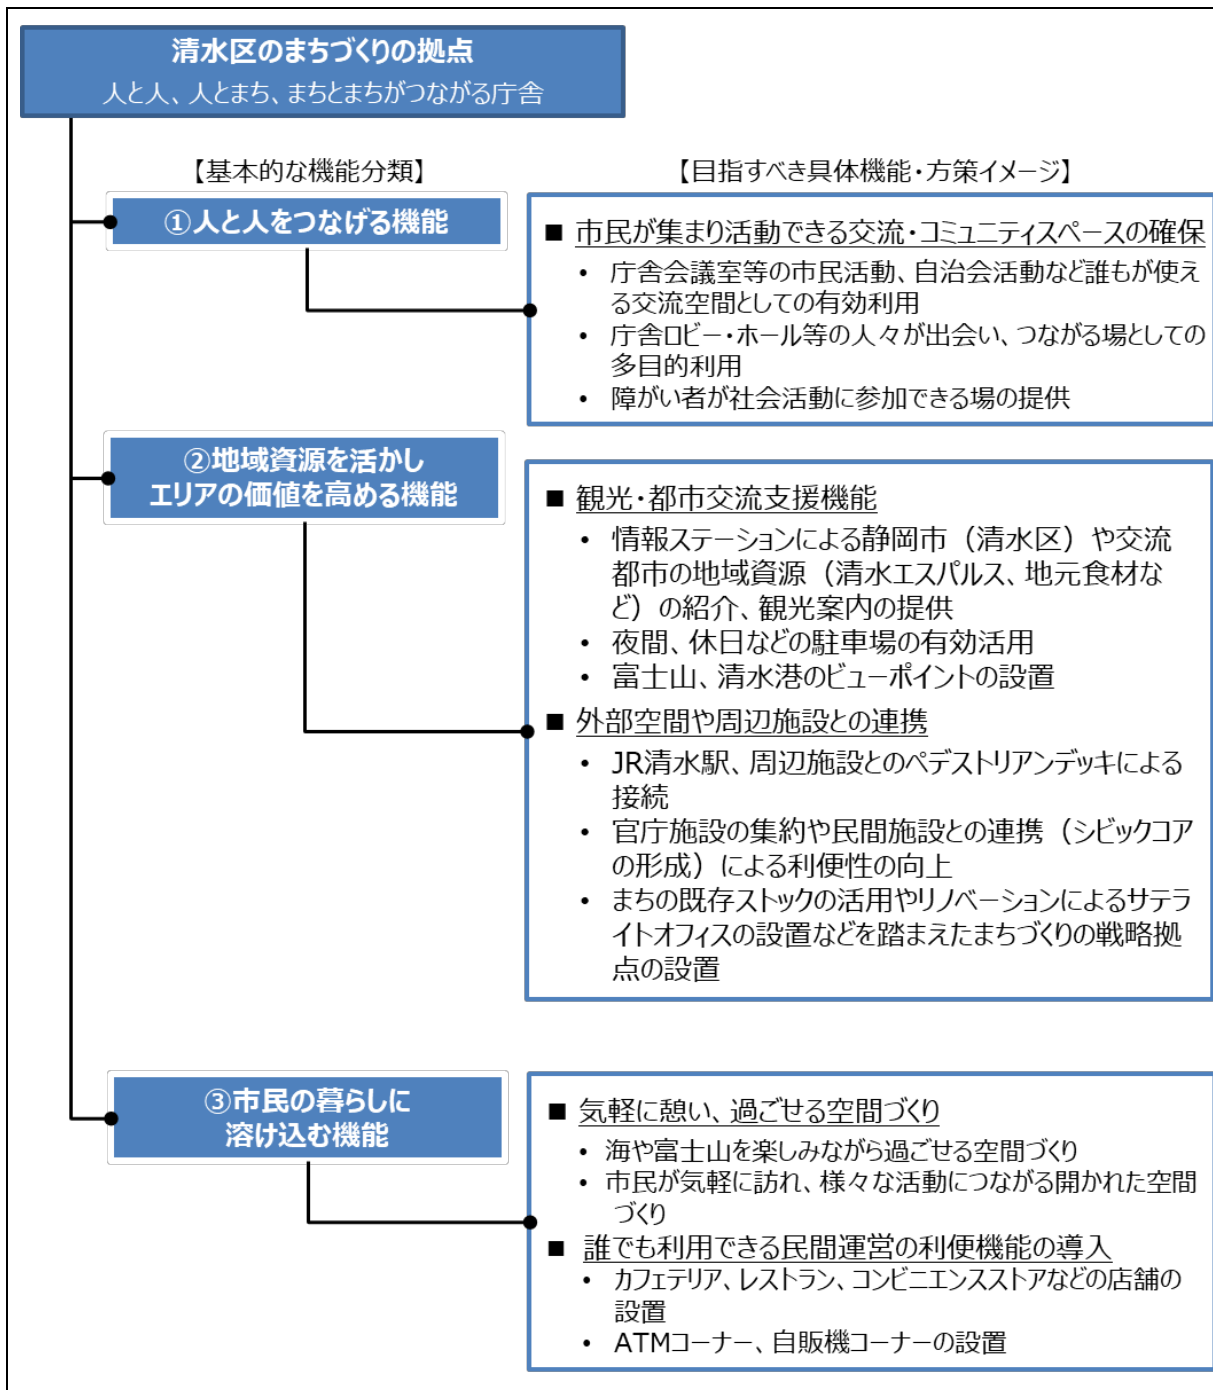 清水区のまちづくりの拠点
人と人、人とまち、まちとまちがつながる庁舎
【基本的な機能分類】
【目指すべき具体機能・方策イメージ】
①人と人をつなげる機能
■ 市民が集まり活動できる交流・コミュニティスペースの確保
• 庁舎会議室等の市民活動、自治会活動など誰もが使え
る交流空間としての有効利用
• 庁舎ロビー・ホール等の人々が出会い、つながる場としての
多目的利用
• 障がい者が社会活動に参加できる場の提供
②地域資源を活かし
エリアの価値を高める機能
■ 観光・都市交流支援機能
• 情報ステーションによる静岡市（清水区）や交流
都市の地域資源（清水エスパルス、地元食材な
ど）の紹介、観光案内の提供
• 夜間、休日などの駐車場の有効活用
• 富士山、清水港のビューポイントの設置
■ 外部空間や周辺施設との連携
• JR清水駅、周辺施設とのペデストリアンデッキによる
接続
• 官庁施設の集約や民間施設との連携（シビックコア
の形成）による利便性の向上
• まちの既存ストックの活用やリノベーションによるサテラ
イトオフィスの設置などを踏まえたまちづくりの戦略拠
点の設置
③市民の暮らしに
溶け込む機能
■ 気軽に憩い、過ごせる空間づくり
• 海や富士山を楽しみながら過ごせる空間づくり
• 市民が気軽に訪れ、様々な活動につながる開かれた空間
づくり
■ 誰でも利用できる民間運営の利便機能の導入
• カフェテリア、レストラン、コンビニエンスストアなどの店舗の
設置
• ATMコーナー、自販機コーナーの設置